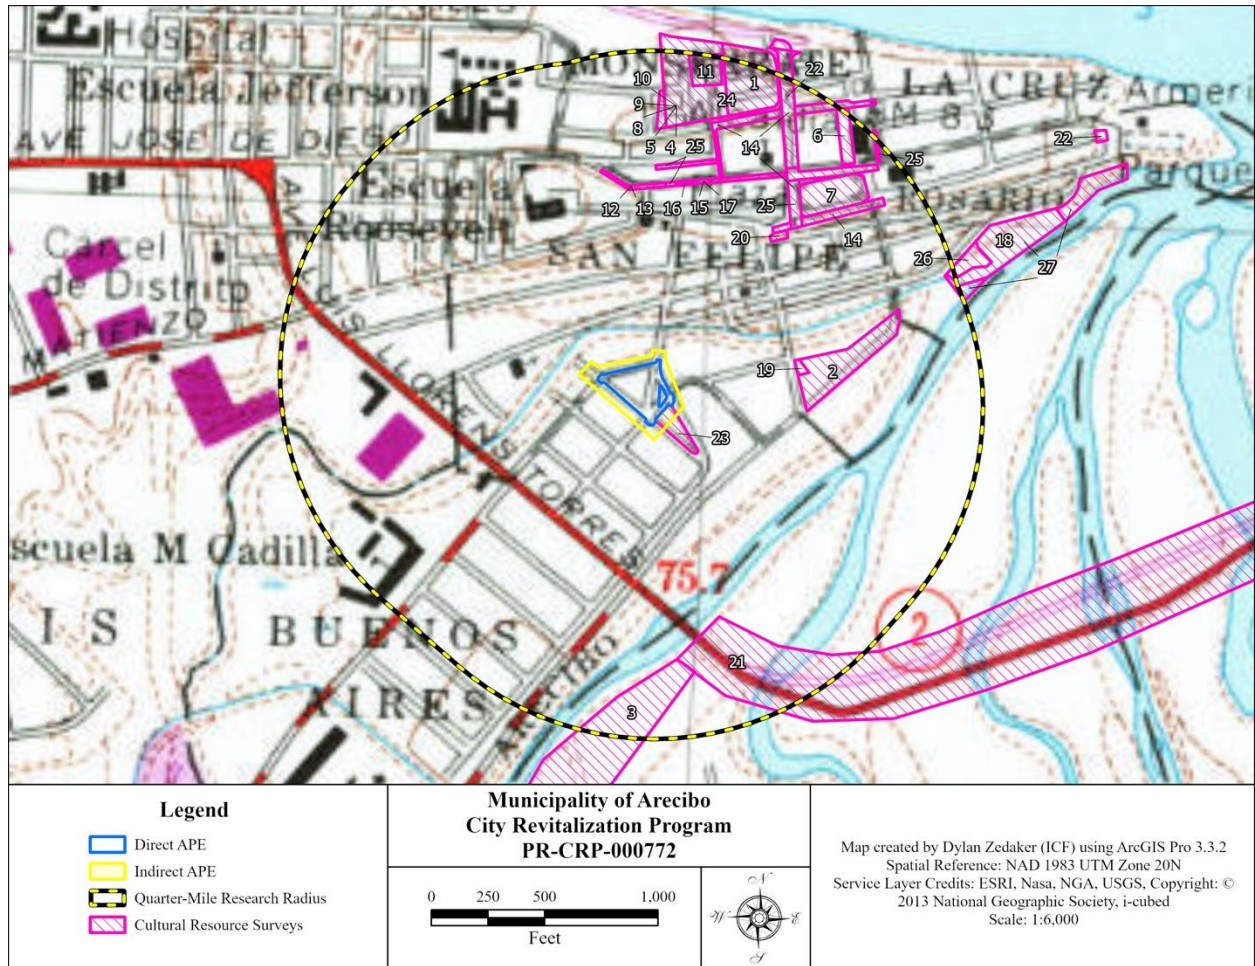 Hospital
Escuela Jefferson
LA CRUZ
AVE JOSE DE DIEGO
Escuela
Roosevelt
Carcel
de Distrito
MATIENZO
SAN FELIPE
ROSARIO
Parque
LLORENS TORRES
Escuela M Cadilla
75.7
2
BUENOS
AIRES
ARECIBO
11
1
22
10
9
24
8
5
4
25
14
6
22
25
12
13
16
15
17
25
7
20
14
18
26
27
19
2
23
21
3
Legend
Direct APE
Indirect APE
Quarter-Mile Research Radius
Cultural Resource Surveys
Municipality of Arecibo
City Revitalization Program
PR-CRP-000772
0 250 500 1,000
Feet
N
W E
S
Map created by Dylan Zedaker (ICF) using ArcGIS Pro 3.3.2
Spatial Reference: NAD 1983 UTM Zone 20N
Service Layer Credits: ESRI, Nasa, NGA, USGS, Copyright: ©
2013 National Geographic Society, i-cubed
Scale: 1:6,000